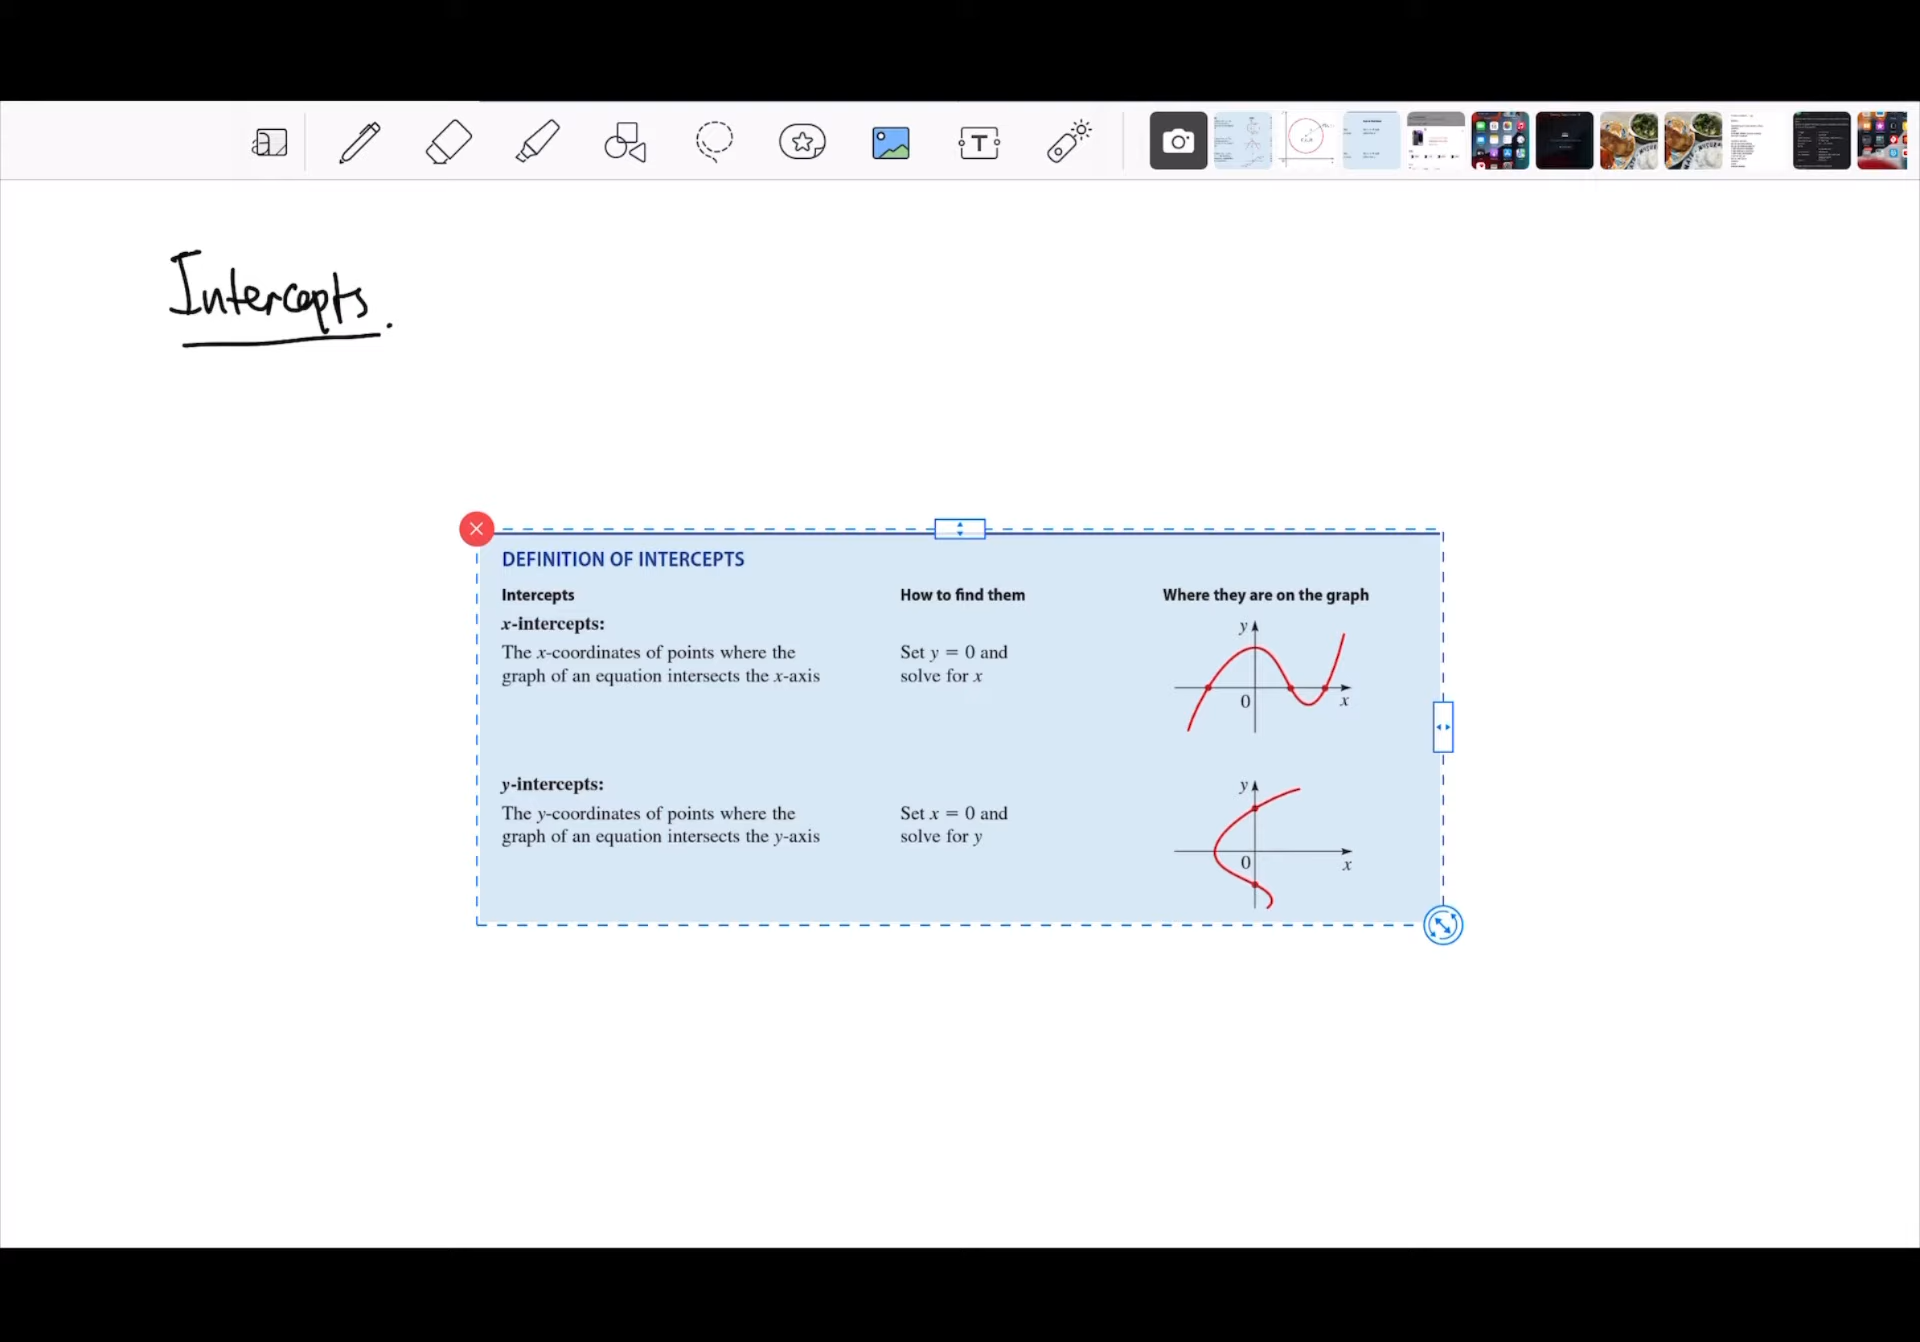 Intercepts.
DEFINITION OF INTERCEPTS
Intercepts How to find them Where they are on the graph
x-intercepts:
The x-coordinates of points where the
graph of an equation intersects the x-axis
Set y = 0 and
solve for x
y
0
x
y-intercepts:
The y-coordinates of points where the
graph of an equation intersects the y-axis
Set x = 0 and
solve for y
y
0
x
T